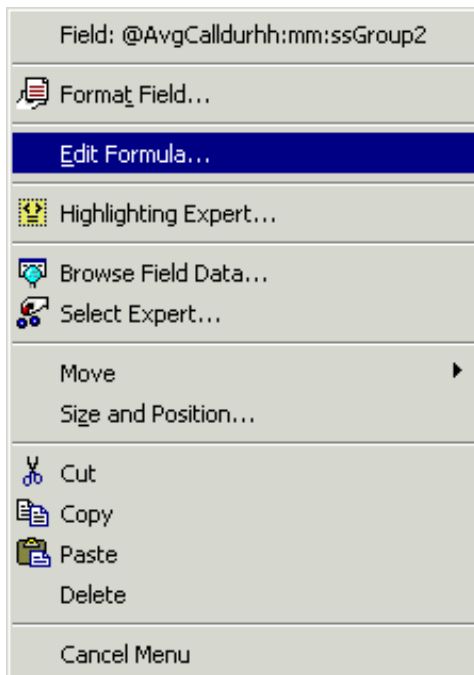 Field: @AvgCalldurhh:mm:ssGroup2
Format Field...
Edit Formula...
Highlighting Expert...
Browse Field Data...
Select Expert...
Move
Size and Position...
Cut
Copy
Paste
Delete
Cancel Menu